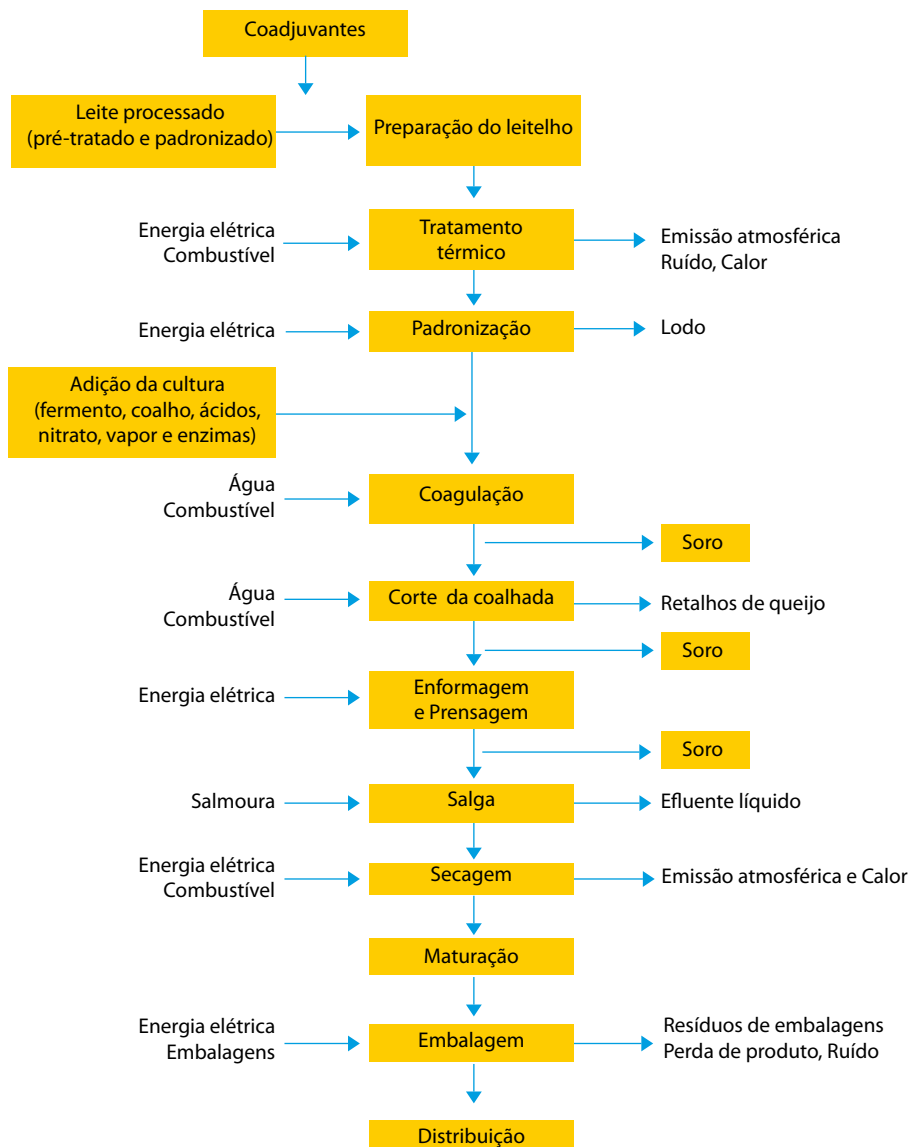 Coadjuvantes
Leite processado
(pré-tratado e padronizado)
Preparação do leitelho
Energia elétrica
Combustível
Tratamento
térmico
Emissão atmosférica
Ruído, Calor
Energia elétrica
Padronização
Lodo
Adição da cultura
(fermento, coalho, ácidos,
nitrato, vapor e enzimas)
Água
Combustível
Coagulação
Soro
Água
Combustível
Corte da coalhada
Retalhos de queijo
Soro
Energia elétrica
Enformagem
e Prensagem
Soro
Salmoura
Salga
Efluente líquido
Energia elétrica
Combustível
Secagem
Emissão atmosférica e Calor
Maturação
Energia elétrica
Embalagens
Embalagem
Resíduos de embalagens
Perda de produto, Ruído
Distribuição